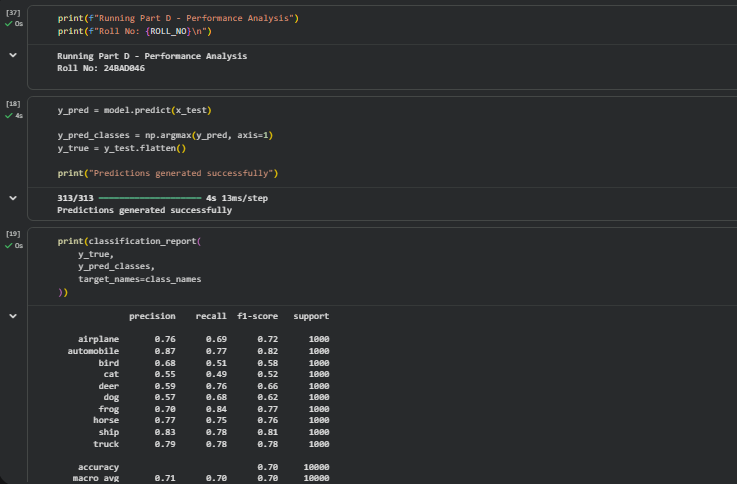 [37]
0s
print(f"Running Part D - Performance Analysis")
print(f"Roll No: {ROLL_NO}\n")
Running Part D - Performance Analysis
Roll No: 24BAD046
[18]
4s
y_pred = model.predict(x_test)
y_pred_classes = np.argmax(y_pred, axis=1)
y_true = y_test.flatten()
print("Predictions generated successfully")
313/313 4s 13ms/step
Predictions generated successfully
[19]
0s
print(classification_report(
y_true,
y_pred_classes,
target_names=class_names
))
precision recall f1-score support
airplane 0.76 0.69 0.72 1000
automobile 0.87 0.77 0.82 1000
bird 0.68 0.51 0.58 1000
cat 0.55 0.49 0.52 1000
deer 0.59 0.76 0.66 1000
dog 0.57 0.68 0.62 1000
frog 0.70 0.84 0.77 1000
horse 0.77 0.75 0.76 1000
ship 0.83 0.78 0.81 1000
truck 0.79 0.78 0.78 1000
accuracy 0.70 10000
macro avg 0.71 0.70 0.70 10000